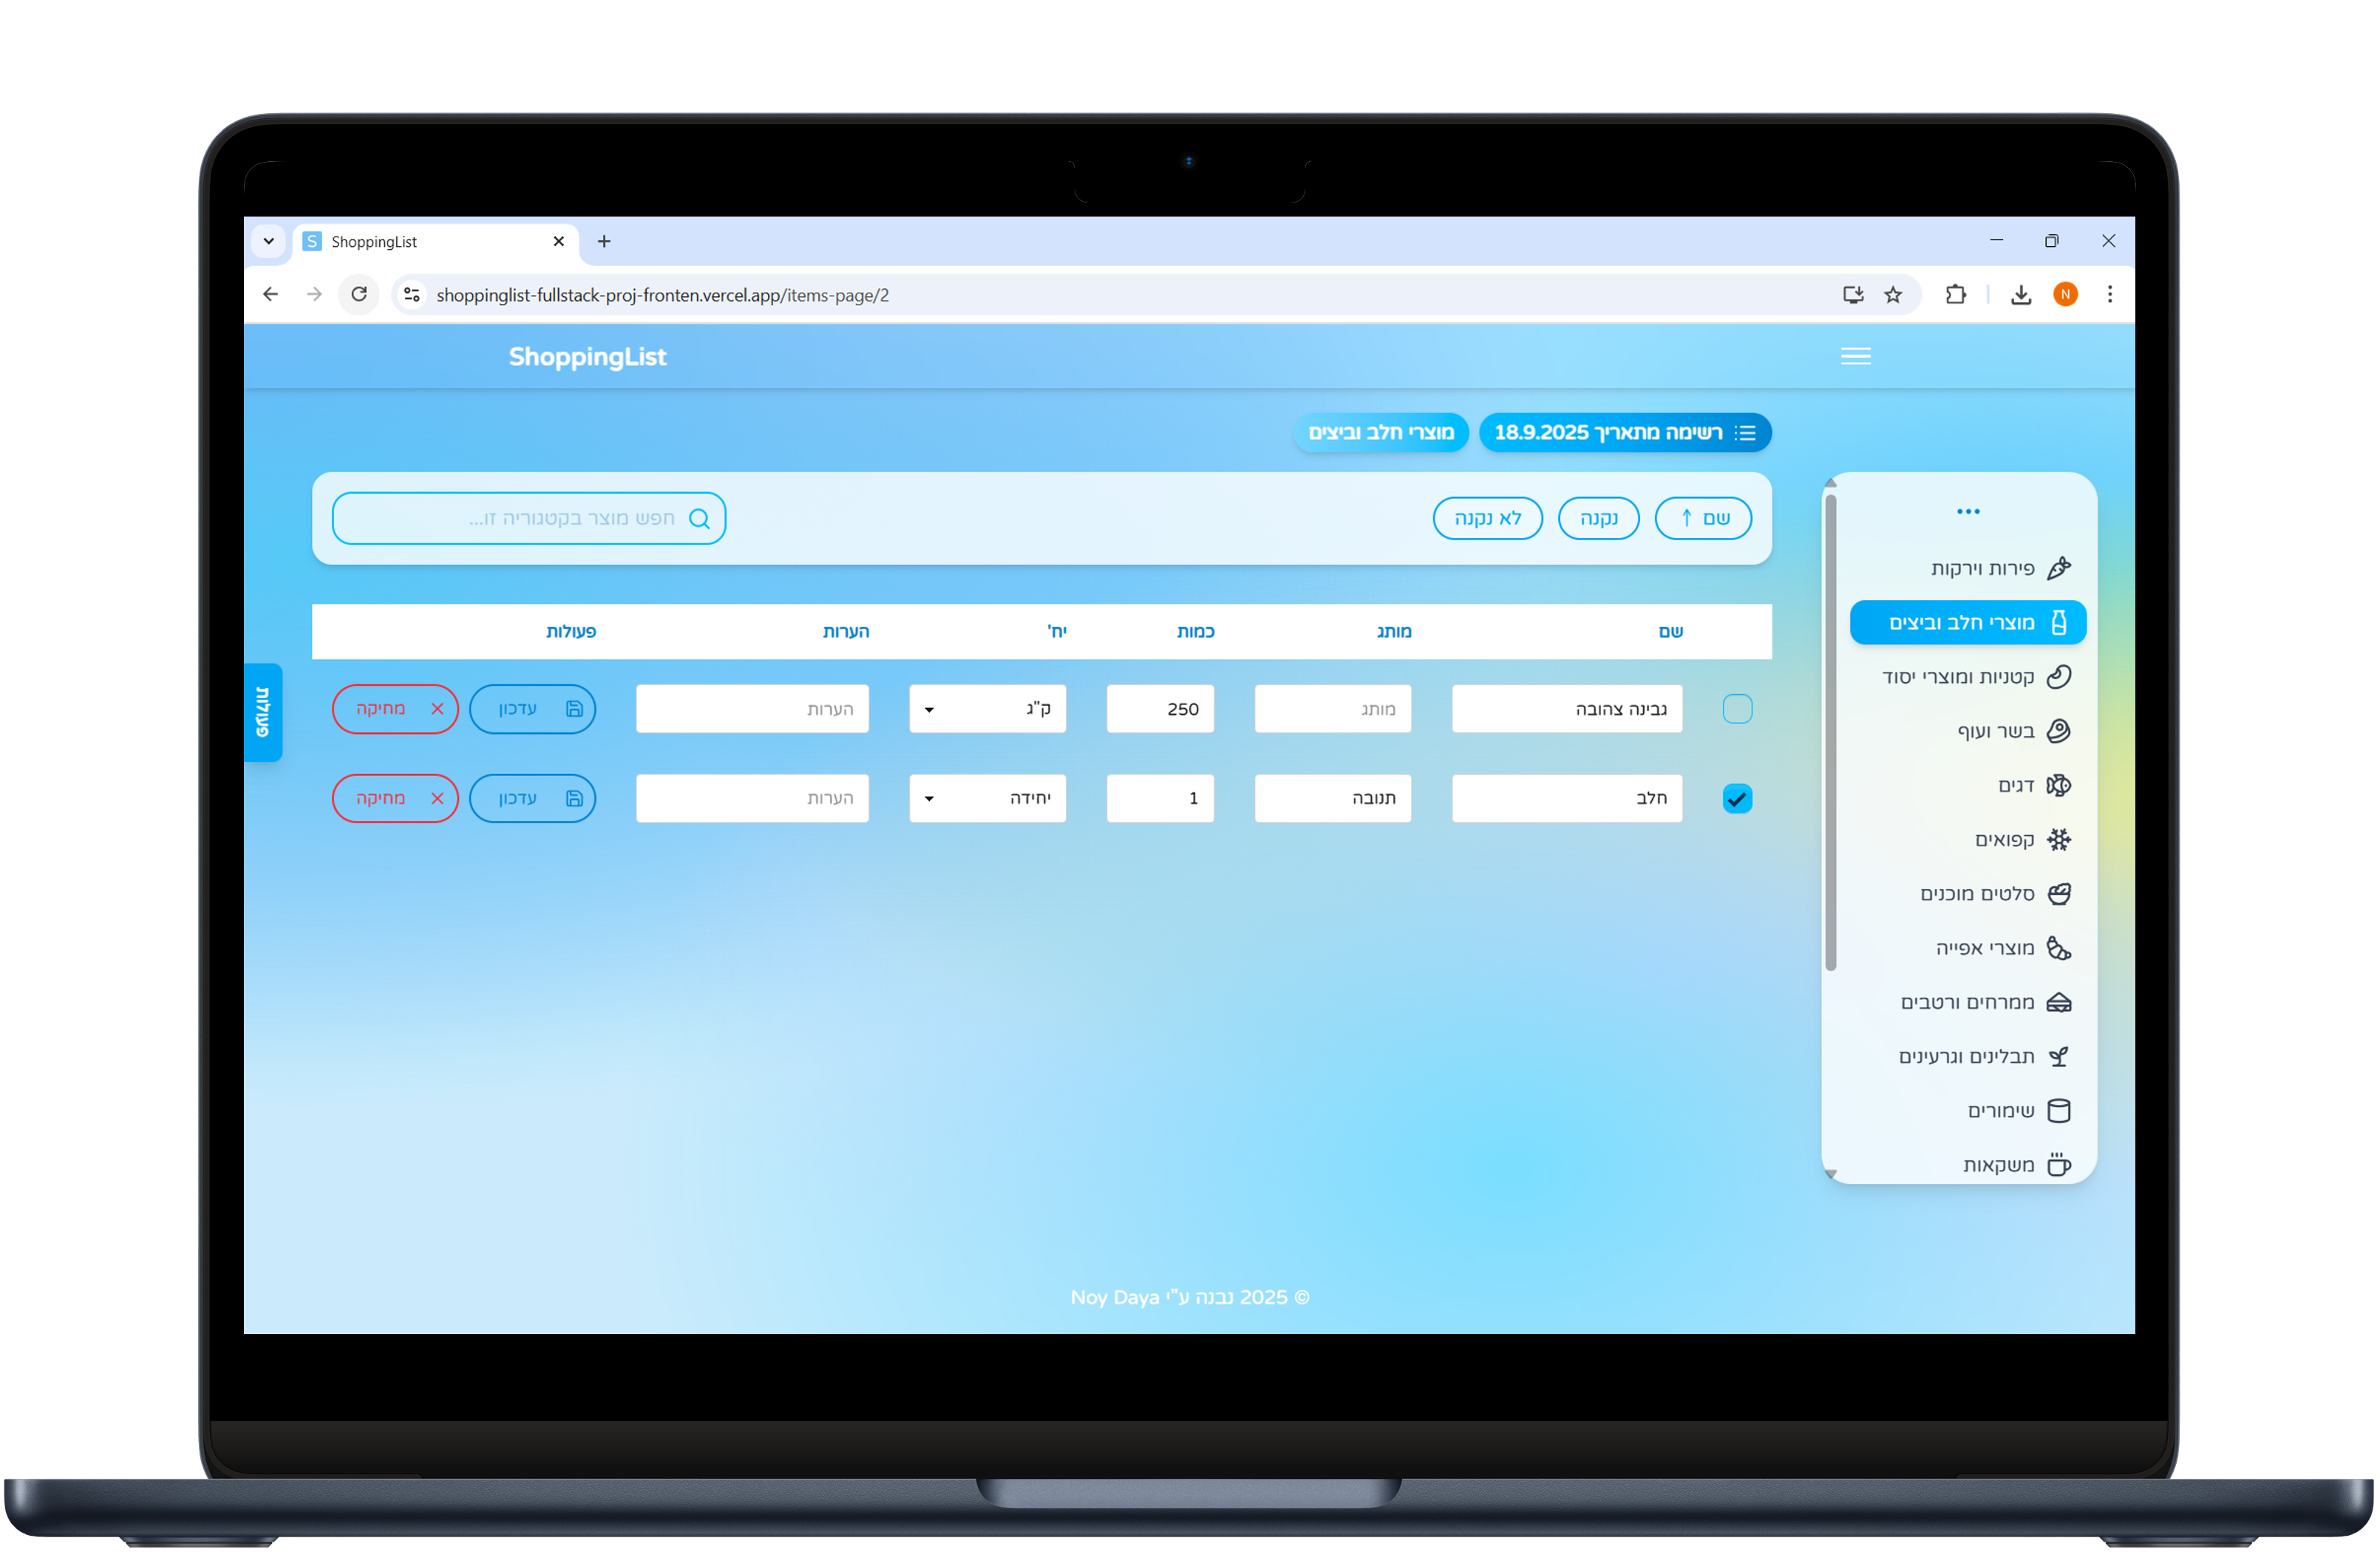 S ShoppingList
shoppinglist-fullstack-proj-fronten.vercel.app/items-page/2
N
ShoppingList
רשימה מתאריך 18.9.2025
מוצרי חלב וביצים
שם ↑
נקנה
לא נקנה
חפש מוצר בקטגוריה זו...
...
פירות וירקות
מוצרי חלב וביצים
קטניות ומוצרי יסוד
בשר ועוף
דגים
קפואים
סלטים מוכנים
מוצרי אפייה
ממרחים ורטבים
תבלינים וגרעינים
שימורים
משקאות
שם מותג כמות יח' הערות פעולות
גבינה צהובה מותג 250 ק"ג הערות עדכון מחיקה
חלב תנובה 1 יחידה הערות עדכון מחיקה
פעולות
© 2025 נבנה ע"י Noy Daya